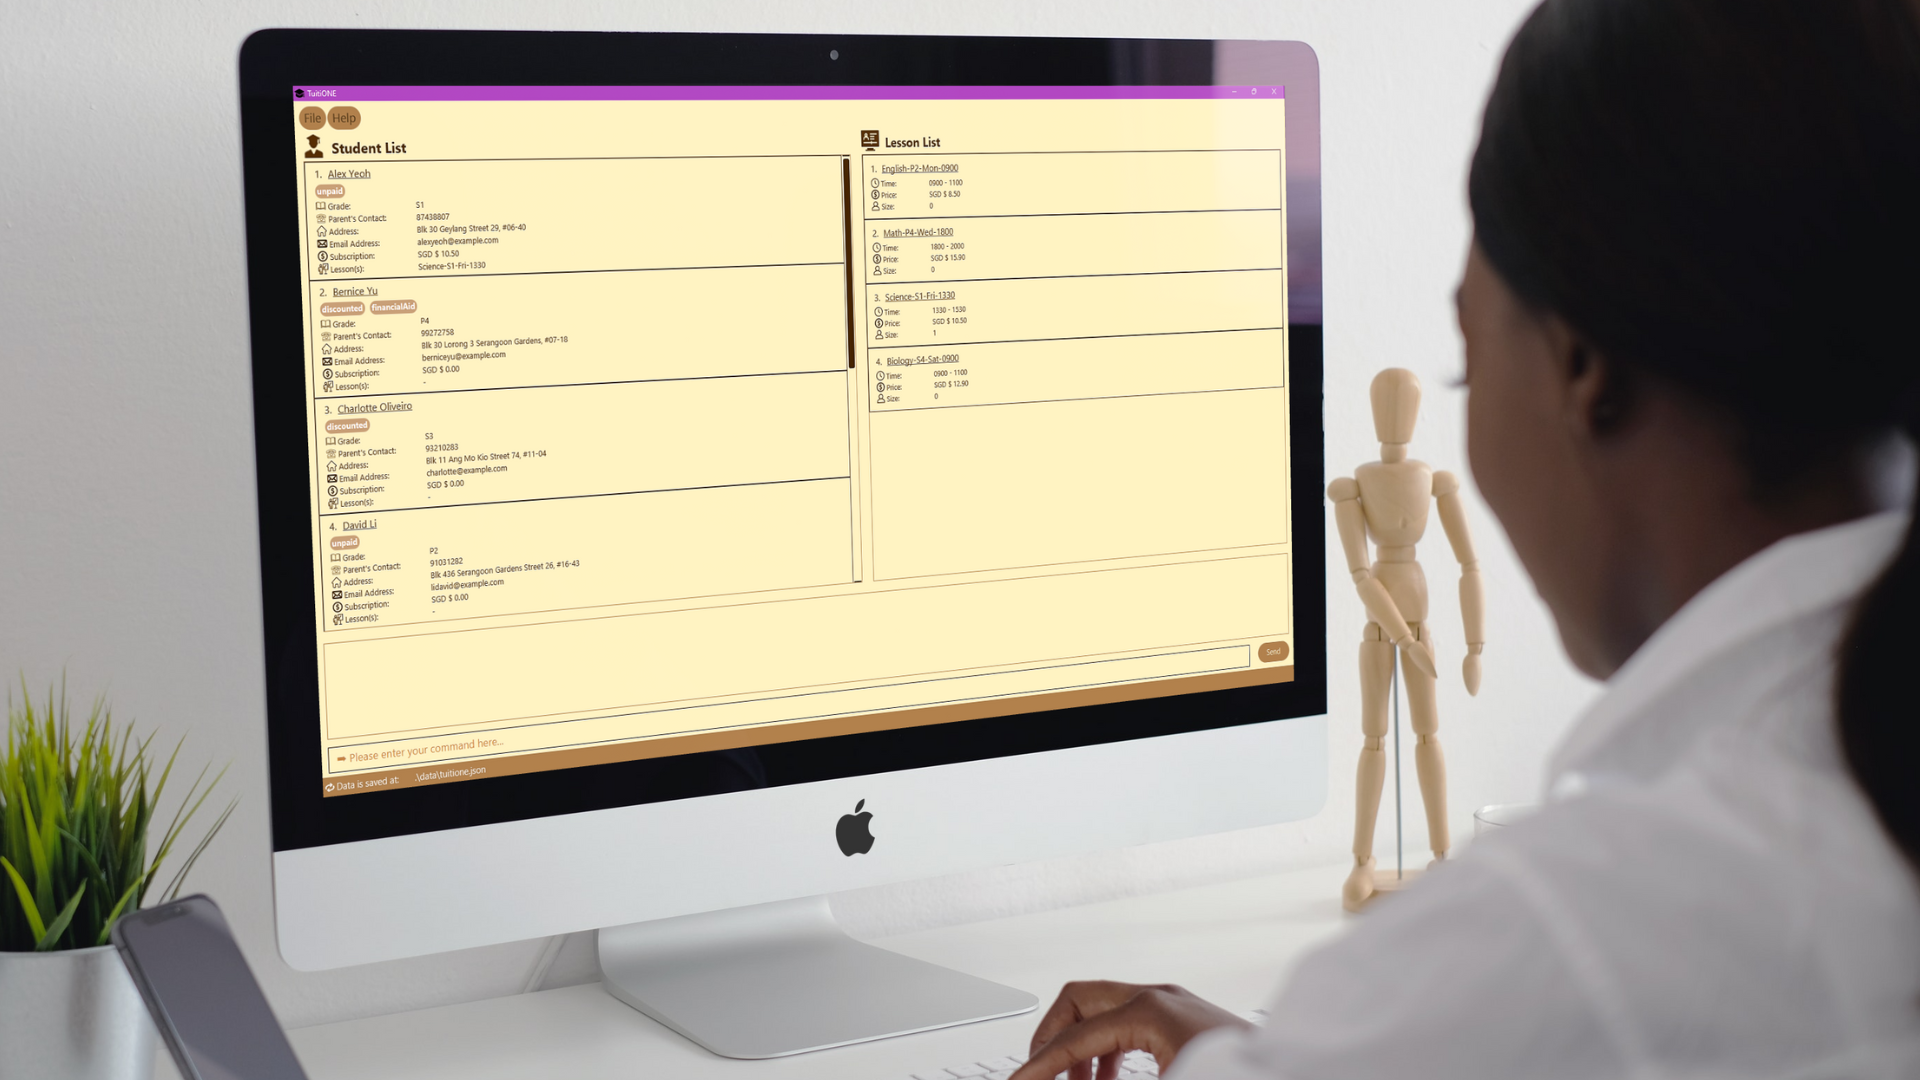 TuitiONE
File Help
Student List
1. Alex Yeoh
unpaid
Grade: S1
Parent's Contact: 87438807
Address: Blk 30 Geylang Street 29, #06-40
Email Address: alexyeoh@example.com
Subscription: SGD $ 10.50
Lesson(s): Science-S1-Fri-1330
2. Bernice Yu
discounted financialAid
Grade: P4
Parent's Contact: 99272758
Address: Blk 30 Lorong 3 Serangoon Gardens, #07-18
Email Address: berniceyu@example.com
Subscription: SGD $ 0.00
Lesson(s): -
3. Charlotte Oliveiro
discounted
Grade: S3
Parent's Contact: 93210283
Address: Blk 11 Ang Mo Kio Street 74, #11-04
Email Address: charlotte@example.com
Subscription: SGD $ 0.00
Lesson(s): -
4. David Li
unpaid
Grade: P2
Parent's Contact: 91031282
Address: Blk 436 Serangoon Gardens Street 26, #16-43
Email Address: lidavid@example.com
Subscription: SGD $ 0.00
Lesson(s): -
Lesson List
1. English-P2-Mon-0900
Time: 0900 - 1100
Price: SGD $ 8.50
Size: 0
2. Math-P4-Wed-1800
Time: 1800 - 2000
Price: SGD $ 15.90
Size: 0
3. Science-S1-Fri-1330
Time: 1330 - 1530
Price: SGD $ 10.50
Size: 1
4. Biology-S4-Sat-0900
Time: 0900 - 1100
Price: SGD $ 12.90
Size: 0
➡ Please enter your command here...
Send
Data is saved at: .\data\tuitione.json